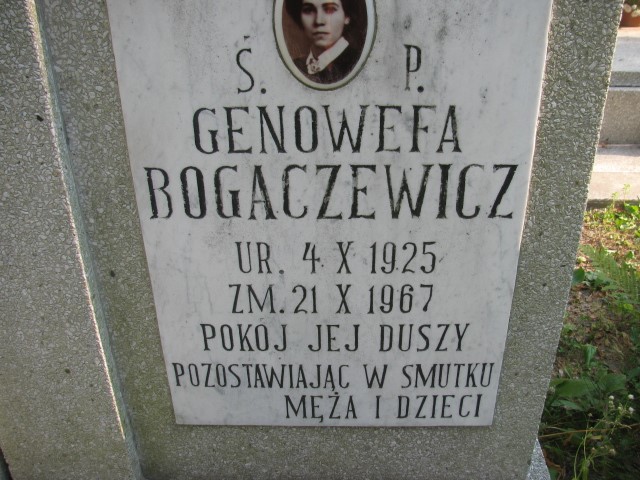 Ś. P.
GENOWEFA
BOGACZEWICZ
UR. 4 X 1925
ZM. 21 X 1967
POKÓJ JEJ DUSZY
POZOSTAWIAJĄC W SMUTKU
MĘŻA I DZIECI